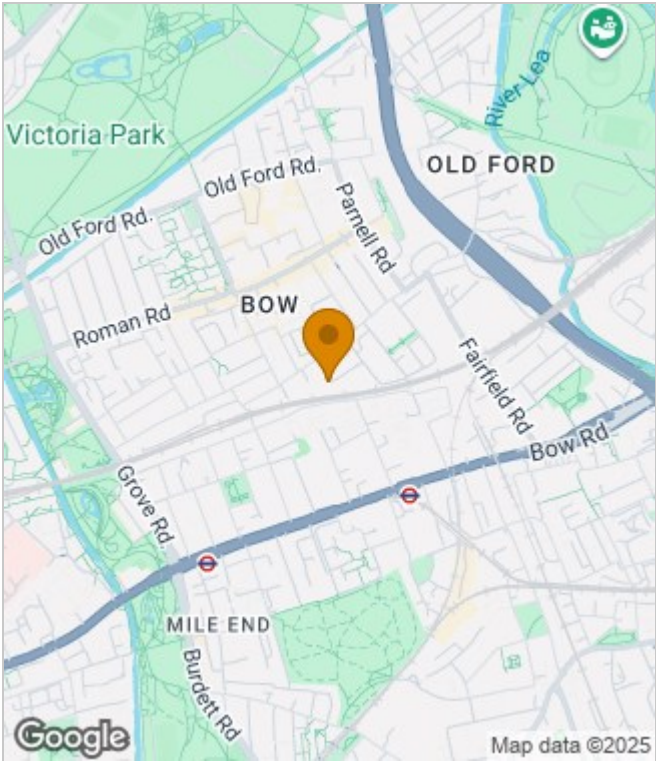 River Lea
Victoria Park
OLD FORD
Old Ford Rd.
Parnell Rd
Old Ford Rd.
BOW
Roman Rd
Fairfield Rd
Bow Rd
Grove Rd.
MILE END
Burdett Rd
Google
Map data ©2025